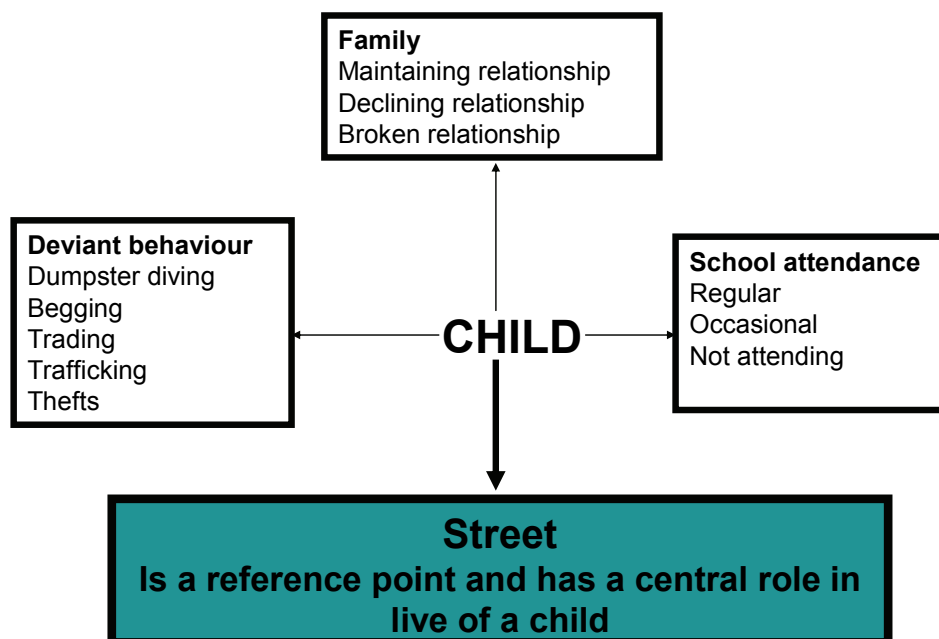 Family
Maintaining relationship
Declining relationship
Broken relationship
Deviant behaviour
Dumpster diving
Begging
Trading
Trafficking
Thefts
CHILD
School attendance
Regular
Occasional
Not attending
Street
Is a reference point and has a central role in
live of a child